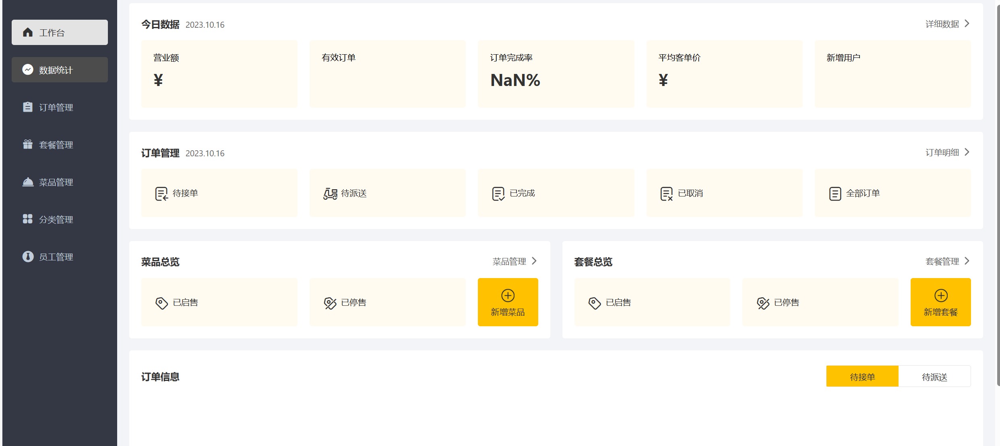 工作台
数据统计
订单管理
套餐管理
菜品管理
分类管理
员工管理
今日数据 2023.10.16 详细数据
营业额 有效订单 订单完成率 平均客单价 新增用户
¥ NaN% ¥
订单管理 2023.10.16 订单明细
待接单 待派送 已完成 已取消 全部订单
菜品总览 菜品管理
已启售 已停售 新增菜品
套餐总览 套餐管理
已启售 已停售 新增套餐
订单信息 待接单 待派送